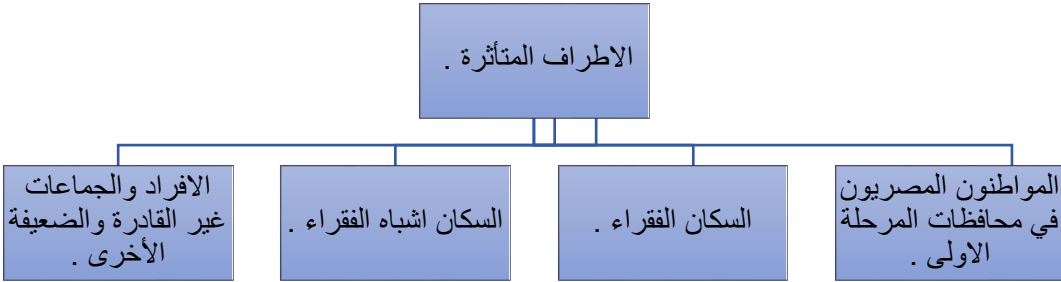 الاطراف المتأثرة .
المواطنون المصريون
في محافظات المرحلة
الاولى .
السكان الفقراء .
السكان اشباه الفقراء .
الافراد والجماعات
غير القادرة والضعيفة
الأخرى .